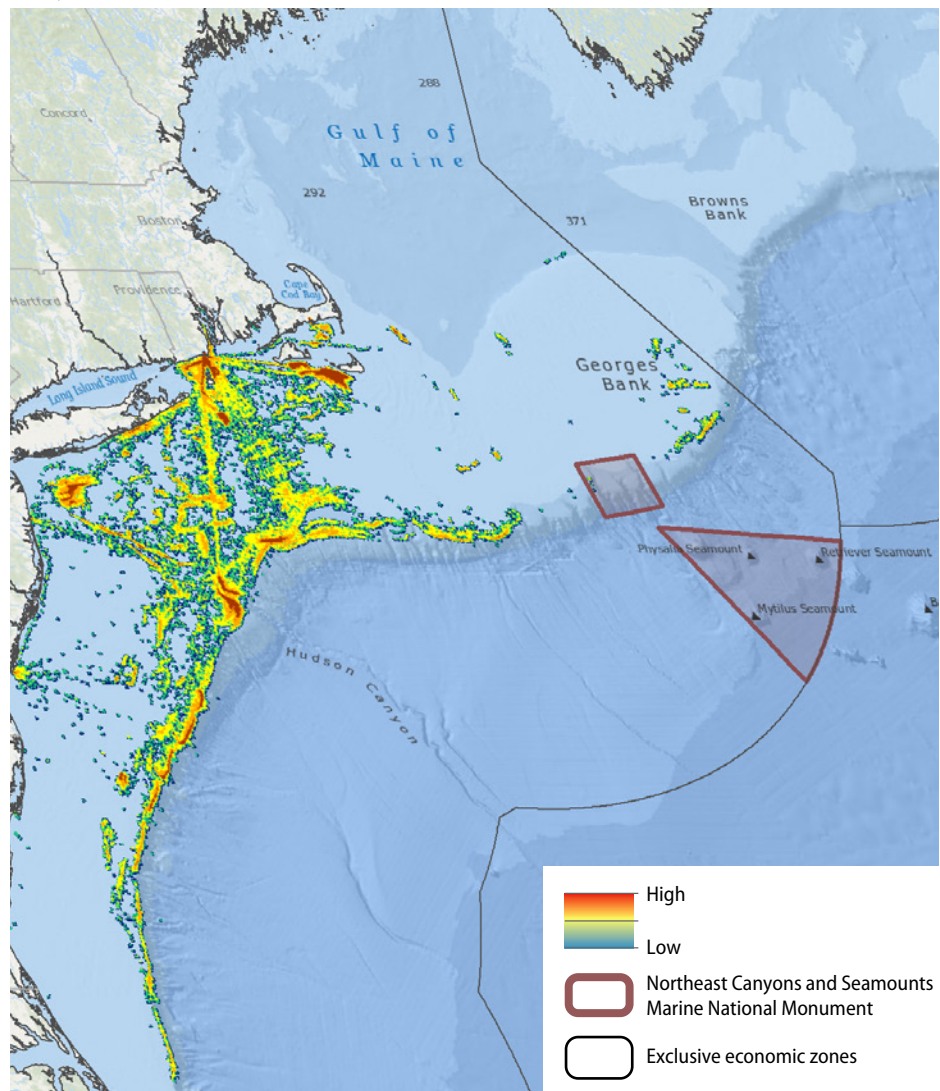 288
Concord
Gulf of
Maine
292
Browns
Bank
371
Boston
Cape
Cod Bay
Providence
Hartford
Georges
Bank
Long Island Sound
Physalia Seamount
Retriever Seamount
B
Mytilus Seamount
Hudson Canyon
High
Low
Northeast Canyons and Seamounts
Marine National Monument
Exclusive economic zones